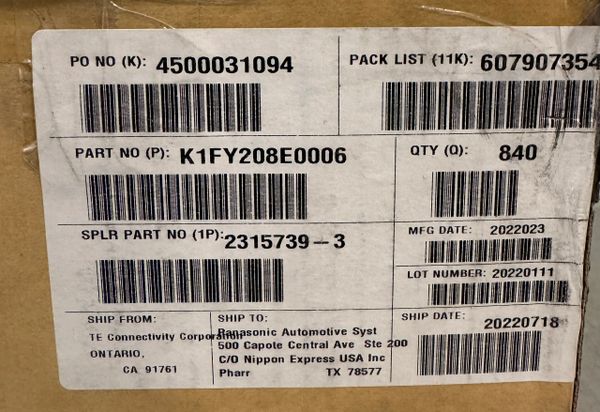 PO NO (K): 4500031094
PACK LIST (11K): 607907354
PART NO (P): K1FY208E0006
QTY (Q): 840
SPLR PART NO (1P): 2315739-3
MFG DATE: 2022023
LOT NUMBER: 20220111
SHIP FROM:
TE Connectivity Corporation
ONTARIO,
CA 91761
SHIP TO:
Panasonic Automotive Syst
500 Capote Central Ave Ste 200
C/O Nippon Express USA Inc
Pharr TX 78577
SHIP DATE: 20220718